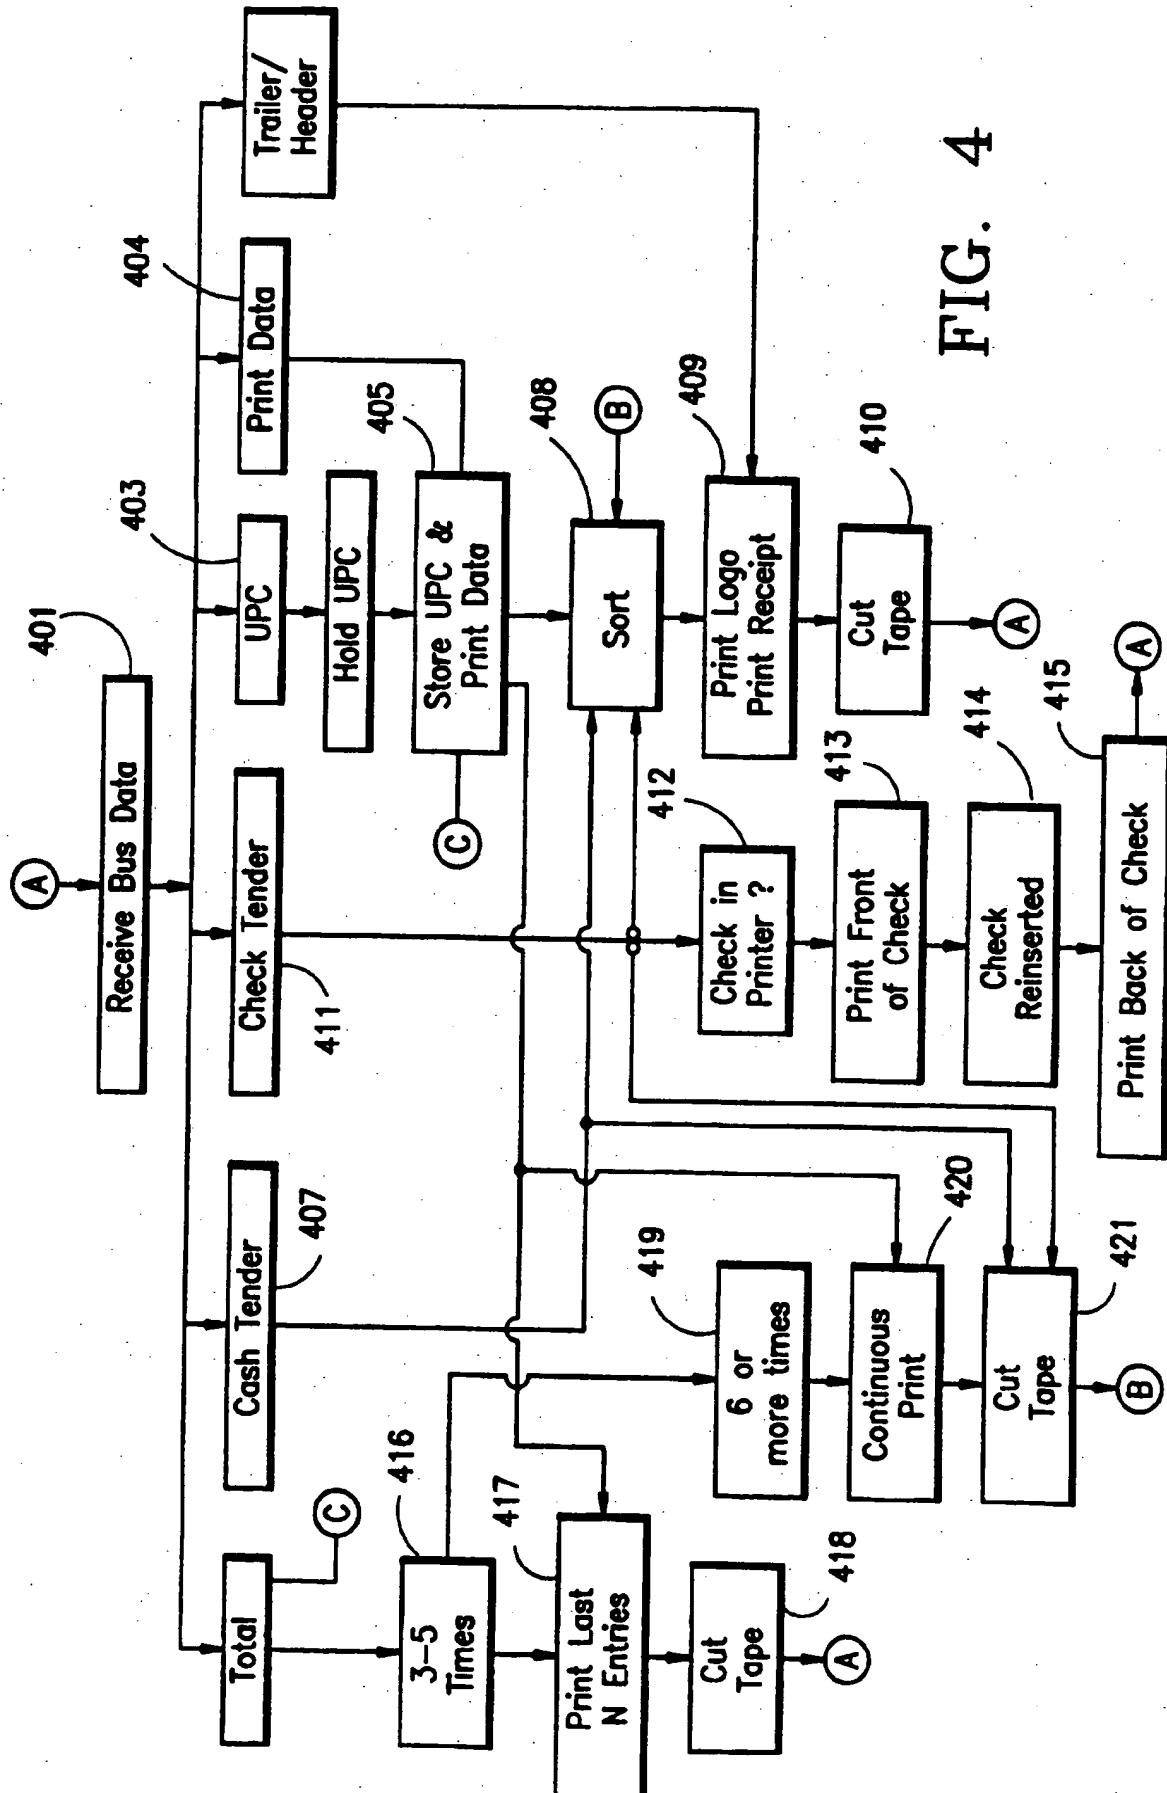 A
Receive Bus Data
401
Total
Cash Tender
407
Check Tender
411
UPC
403
Print Data
404
Trailer/
Header
C
Hold UPC
3-5
Times
416
C
Store UPC &
Print Data
405
Print Last
N Entries
417
Sort
408
B
Cut
Tape
418
A
6 or
more times
419
Check in
Printer ?
412
Print Logo
Print Receipt
409
Continuous
Print
420
Print Front
of Check
413
Cut
Tape
410
A
Cut
Tape
421
B
Check
Reinserted
414
Print Back of Check
415
A
FIG. 4